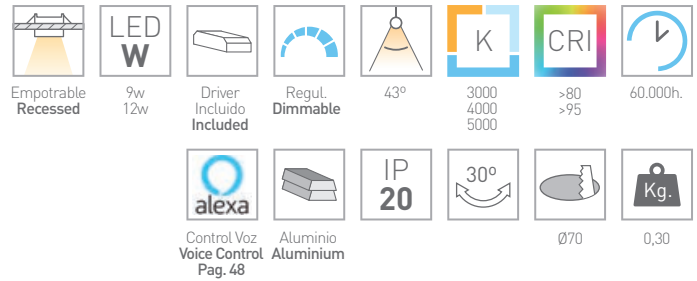 LED
W
K
CRI
Empotrable
Recessed
9w
12w
Driver
Incluido
Included
Regul.
Dimmable
43º
3000
4000
5000
>80
>95
60.000h.
alexa
IP
20
30º
Kg.
Control Voz
Voice Control
Pag. 48
Aluminio
Aluminium
Ø70
0,30